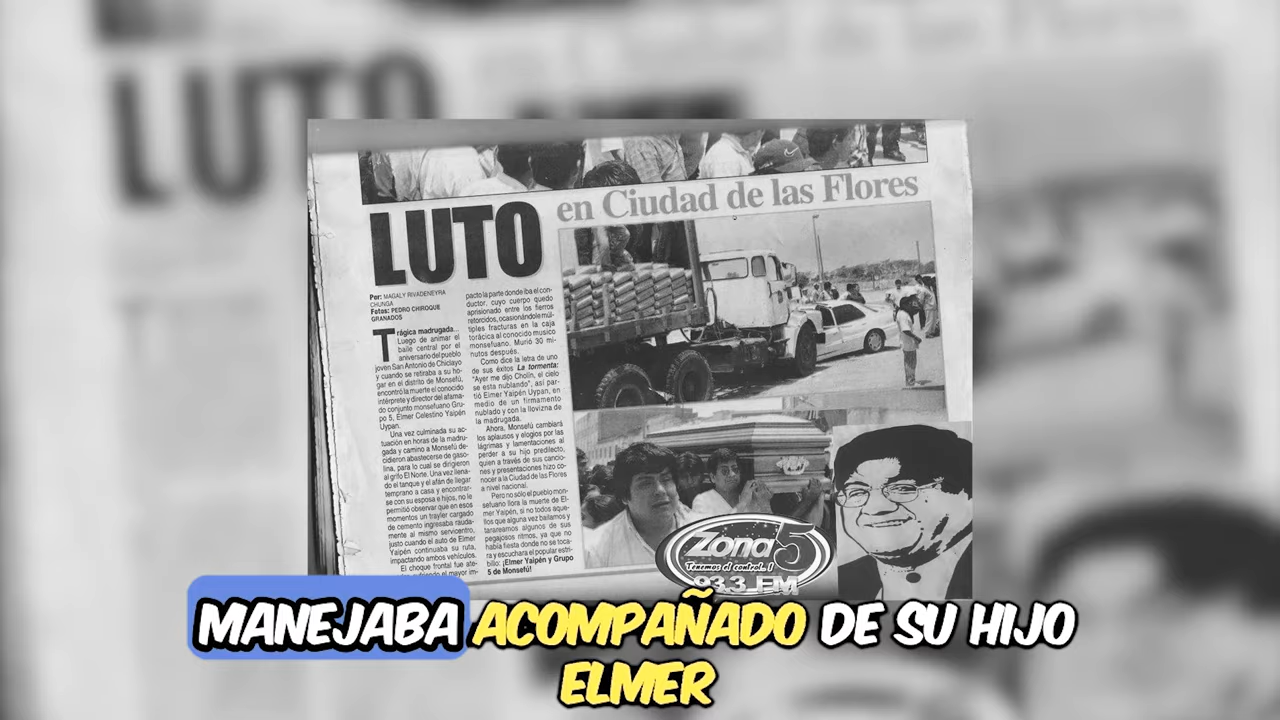 LUTO
en Ciudad de las Flores
Por: MAGALY RIVADENEYRA
CHUNGA
Fotos: PEDRO CHIROQUE
GRANADOS
Trágica madrugada...
Luego de animar el
baile central por el
aniversario del pueblo
joven San Antonio de Chiclayo
y cuando se retiraba a su ho-
gar en el distrito de Monsefú,
encontró la muerte el conocido
intérprete y director del afama-
do conjunto monsefuano Gru-
po 5, Elmer Celestino Yaipén
Uypan.
Una vez culminada su ac-
tuación en horas de la madru-
gada y camino a Monsefú de-
cidieron abastecerse de gaso-
lina, para lo cual se dirigieron
al grifo El Norte. Una vez llena-
do el tanque y el afán de llegar
temprano a casa y encontrar-
se con su esposa e hijos, no le
permitió observar que en esos
momentos un trayler cargado
de cemento ingresaba rauda-
mente al mismo servicentro,
justo cuando el auto de Elmer
Yaipén continuaba su ruta,
impactando ambos vehículos.
El choque frontal fue
pacto la parte donde iba el con-
ductor, cuyo cuerpo quedo
aprisionado entre los fierros
retorcidos, ocasionándole múl-
tiples fracturas en la caja
torácica al conocido musico
monsefuano. Murió 30 mi-
nutos después.
Como dice la letra de uno
de sus éxitos La tormenta:
"Ayer me dijo Cholín, el cielo
se esta nublando", así par-
tió Elmer Yaipén Uypan, en
medio de un firmamento
nublado y con la llovizna de
la madrugada.
Ahora, Monsefú cambiará
los aplausos y elogios por las
lágrimas y lamentaciones al
perder a su hijo predilecto,
quien a través de sus cancio-
nes y presentaciones hizo co-
nocer a la Ciudad de las Flores
a nivel nacional.
Pero no sólo el pueblo mon-
sefuano llora la muerte de El-
mer Yaipén, si no todos aque-
llos que alguna vez bailamos y
tarareamos algunos de sus
pegajosos ritmos, ya que no
había fiesta donde no se toca-
ra y escuchara el popular estri-
billo: ¡Elmer Yaipén y Grupo
5 de Monsefú!
Zona 5
Tenemos el control..!
93.3 FM
MANEJABA ACOMPAÑADO DE SU HIJO
ELMER